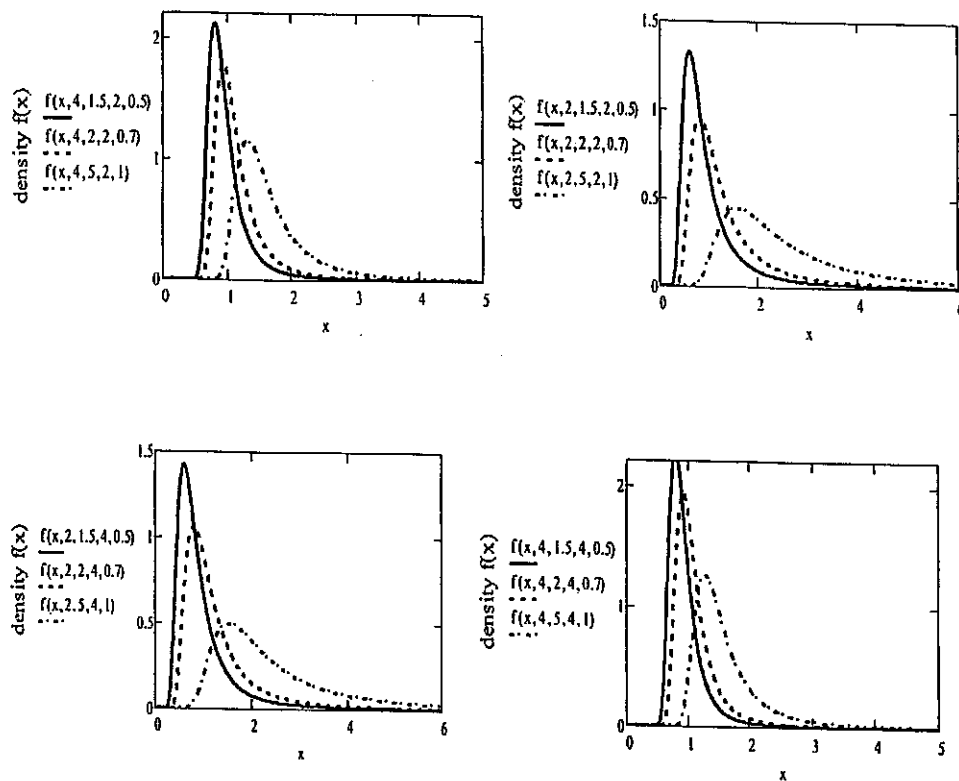 2
1
0
0
1
2
3
4
5
x
density f(x)
f(x,4,1.5,2,0.5)
f(x,4,2,2,0.7)
f(x,4,5,2,1)
1.5
1
0.5
0
0
2
4
6
x
density f(x)
f(x,2,1.5,2,0.5)
f(x,2,2,2,0.7)
f(x,2.5,2,1)
1.5
1
0.5
0
0
2
4
6
x
density f(x)
f(x,2,1.5,4,0.5)
f(x,2,2,4,0.7)
f(x,2.5,4,1)
2
1
0
0
1
2
3
4
5
x
density f(x)
f(x,4,1.5,4,0.5)
f(x,4,2,4,0.7)
f(x,4,5,4,1)